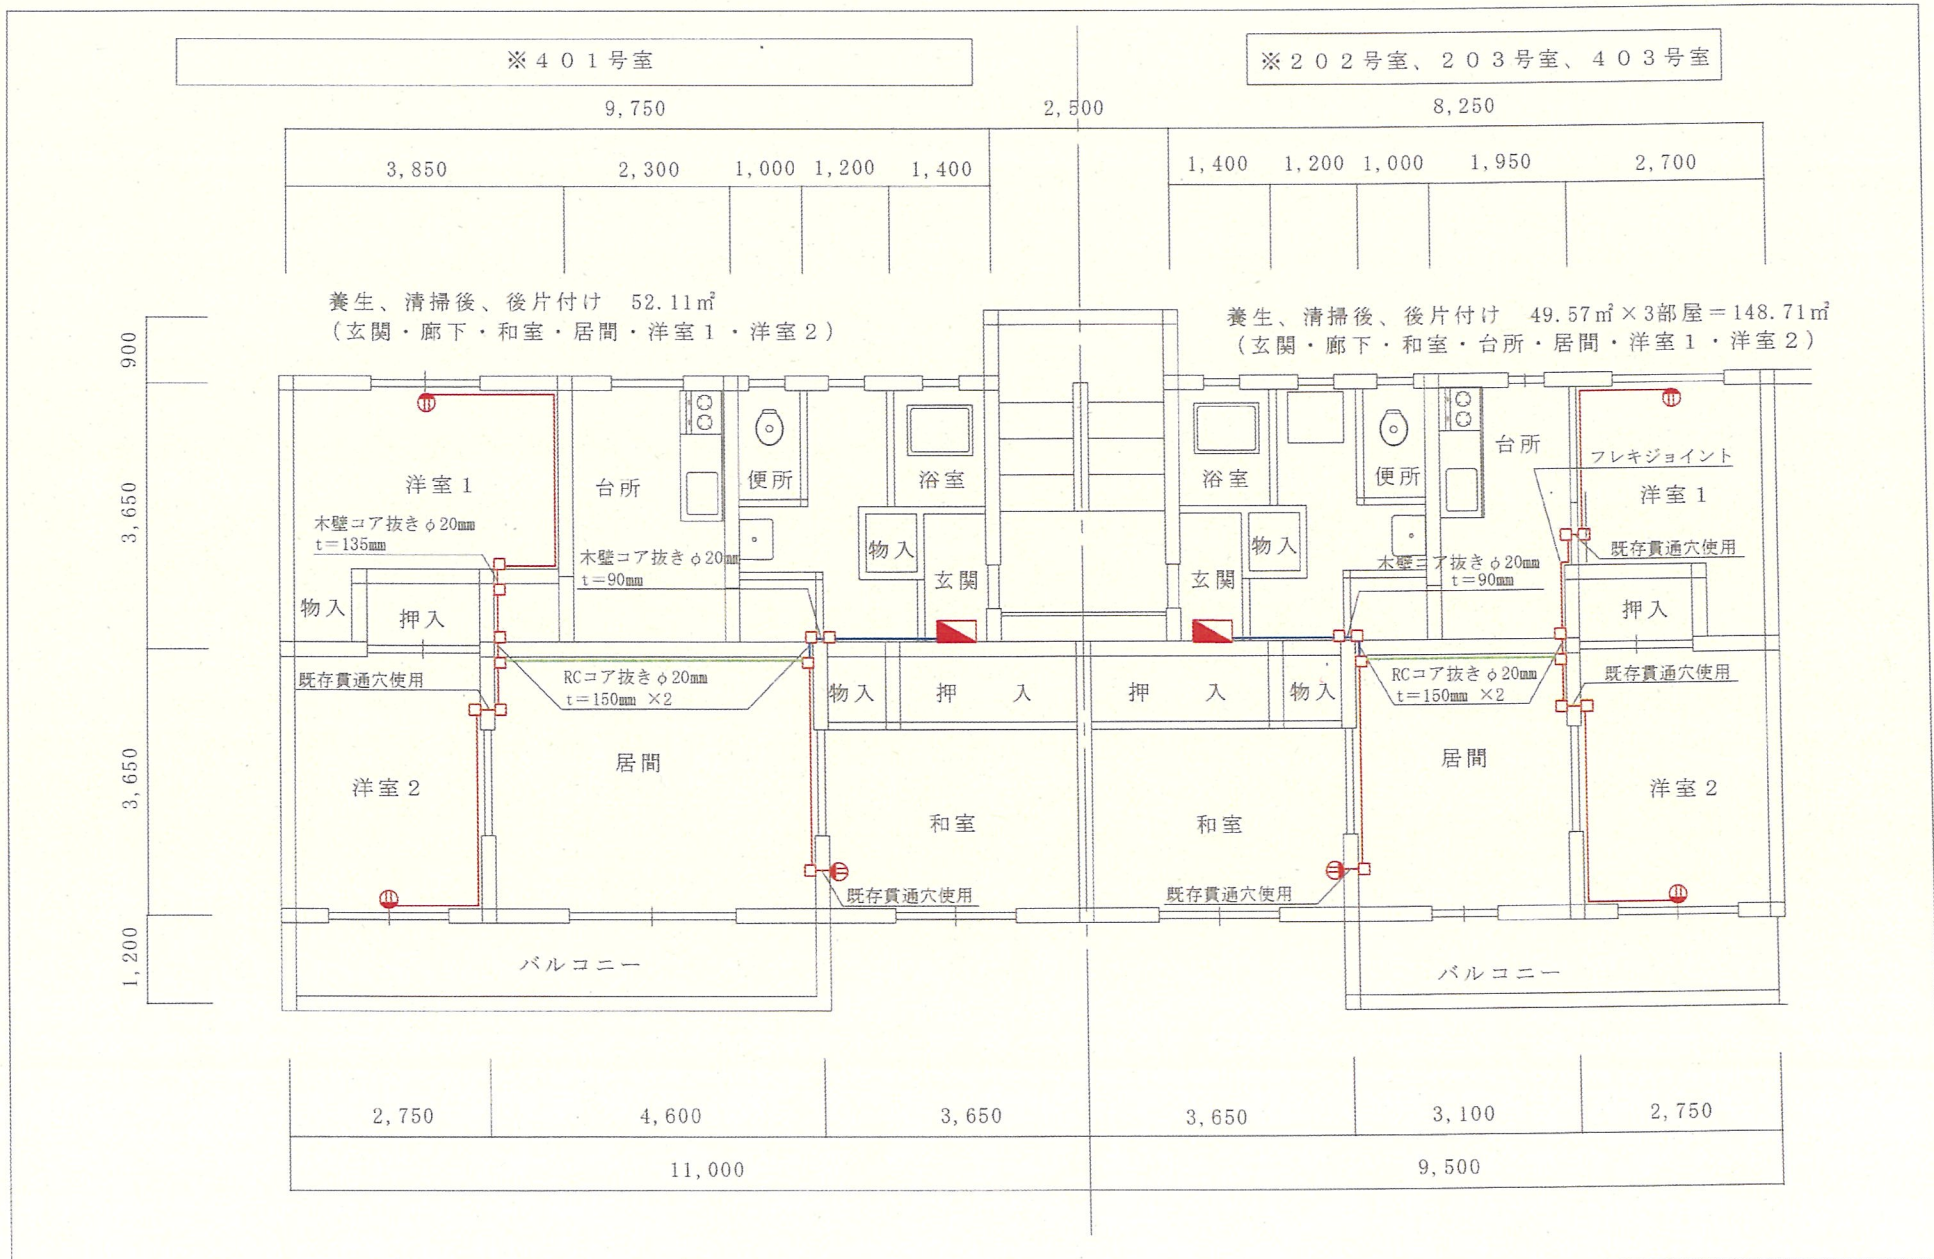 ※４０１号室
※２０２号室、２０３号室、４０３号室
9,750
2,500
8,250
3,850
2,300
1,000
1,200
1,400
1,400
1,200
1,000
1,950
2,700
養生、清掃後、後片付け　52.11㎡
（玄関・廊下・和室・居間・洋室１・洋室２）
養生、清掃後、後片付け　49.57㎡×3部屋＝148.71㎡
（玄関・廊下・和室・台所・居間・洋室１・洋室２）
900
3,650
3,650
1,200
洋室１
台所
便所
浴室
浴室
便所
台所
フレキジョイント
洋室１
木壁コア抜きφ20㎜
t＝135㎜
木壁コア抜きφ20㎜
t＝90㎜
物入
玄関
玄関
物入
木壁コア抜きφ20㎜
t＝90㎜
既存貫通穴使用
物入
押入
押入
既存貫通穴使用
RCコア抜きφ20㎜
t＝150㎜ ×2
物入
押　入
押　入
物入
RCコア抜きφ20㎜
t＝150㎜ ×2
既存貫通穴使用
洋室２
居間
和室
和室
居間
洋室２
既存貫通穴使用
既存貫通穴使用
バルコニー
バルコニー
2,750
4,600
3,650
3,650
3,100
2,750
11,000
9,500